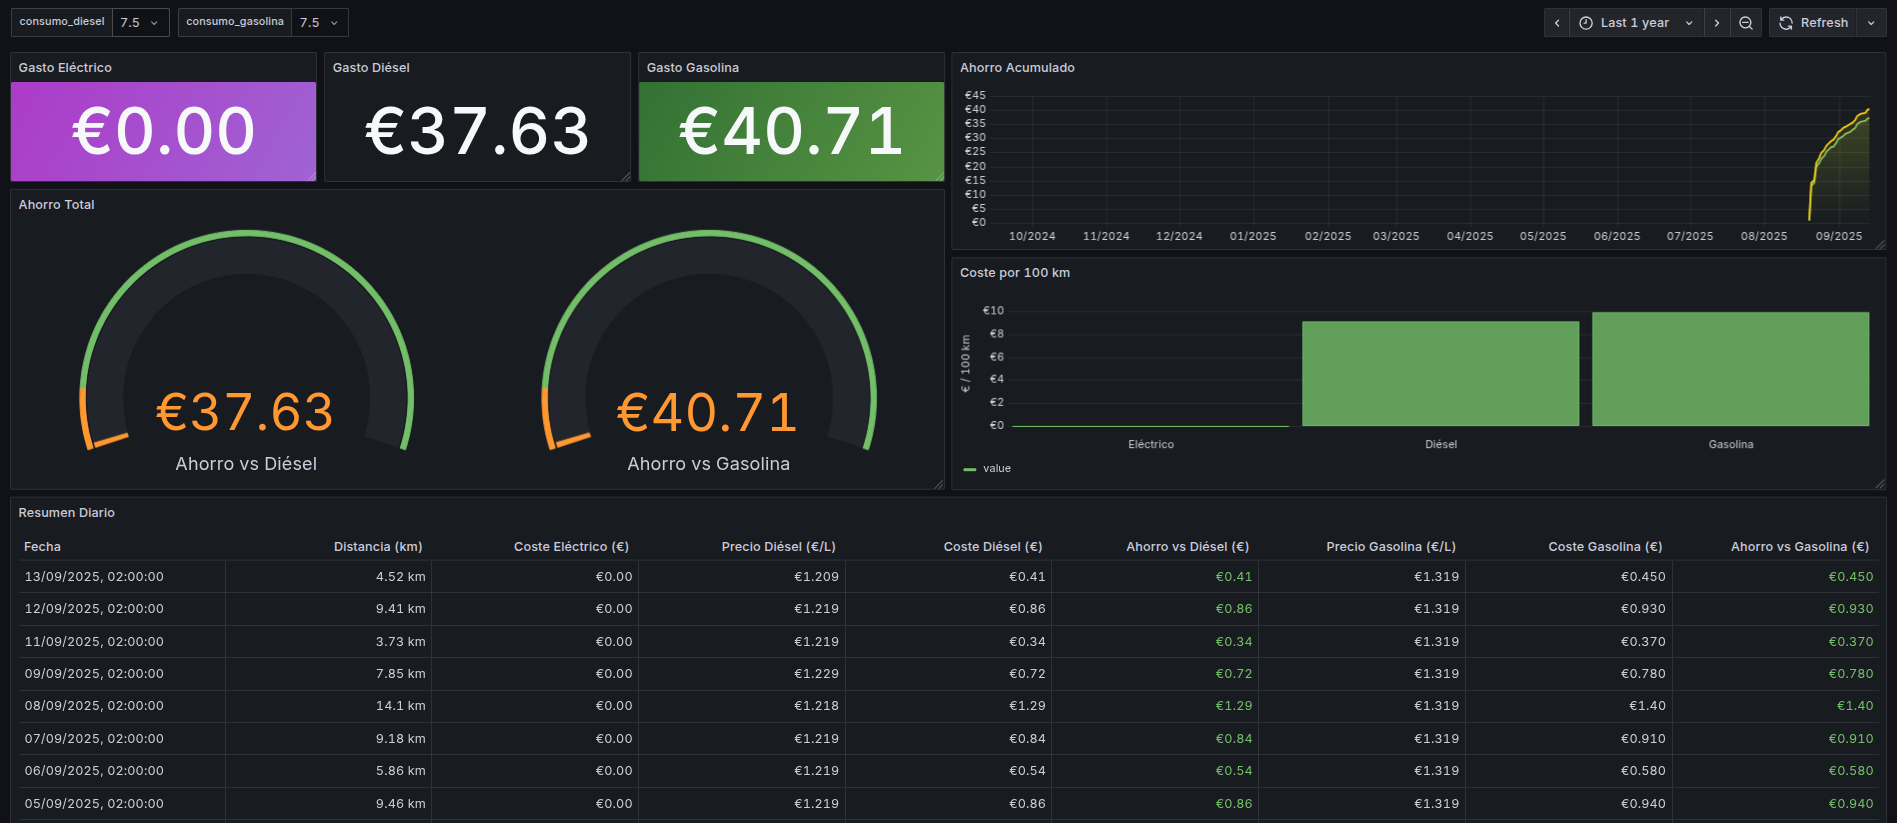 consumo_diesel 7.5 consumo_gasolina 7.5 Last 1 year Refresh
Gasto Eléctrico
€0.00
Gasto Diésel
€37.63
Gasto Gasolina
€40.71
Ahorro Total
€37.63
Ahorro vs Diésel
€40.71
Ahorro vs Gasolina
Ahorro Acumulado
€45
€40
€35
€30
€25
€20
€15
€10
€5
€0
10/2024 11/2024 12/2024 01/2025 02/2025 03/2025 04/2025 05/2025 06/2025 07/2025 08/2025 09/2025
Coste por 100 km
€ / 100 km
€10
€8
€6
€4
€2
€0
Eléctrico Diésel Gasolina
value
Resumen Diario
Fecha Distancia (km) Coste Eléctrico (€) Precio Diésel (€/L) Coste Diésel (€) Ahorro vs Diésel (€) Precio Gasolina (€/L) Coste Gasolina (€) Ahorro vs Gasolina (€)
13/09/2025, 02:00:00 4.52 km €0.00 €1.209 €0.41 €0.41 €1.319 €0.450 €0.450
12/09/2025, 02:00:00 9.41 km €0.00 €1.219 €0.86 €0.86 €1.319 €0.930 €0.930
11/09/2025, 02:00:00 3.73 km €0.00 €1.219 €0.34 €0.34 €1.319 €0.370 €0.370
09/09/2025, 02:00:00 7.85 km €0.00 €1.229 €0.72 €0.72 €1.319 €0.780 €0.780
08/09/2025, 02:00:00 14.1 km €0.00 €1.218 €1.29 €1.29 €1.319 €1.40 €1.40
07/09/2025, 02:00:00 9.18 km €0.00 €1.219 €0.84 €0.84 €1.319 €0.910 €0.910
06/09/2025, 02:00:00 5.86 km €0.00 €1.219 €0.54 €0.54 €1.319 €0.580 €0.580
05/09/2025, 02:00:00 9.46 km €0.00 €1.219 €0.86 €0.86 €1.319 €0.940 €0.940